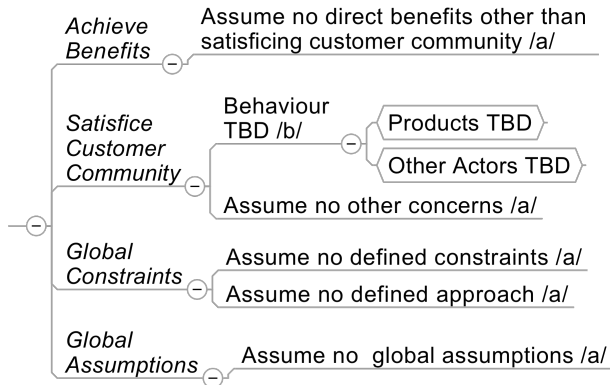 Achieve
Benefits
Assume no direct benefits other than
satisficing customer community /a/
Satisfice
Customer
Community
Behaviour
TBD /b/
Products TBD
Other Actors TBD
Assume no other concerns /a/
Global
Constraints
Assume no defined constraints /a/
Assume no defined approach /a/
Global
Assumptions
Assume no  global assumptions /a/